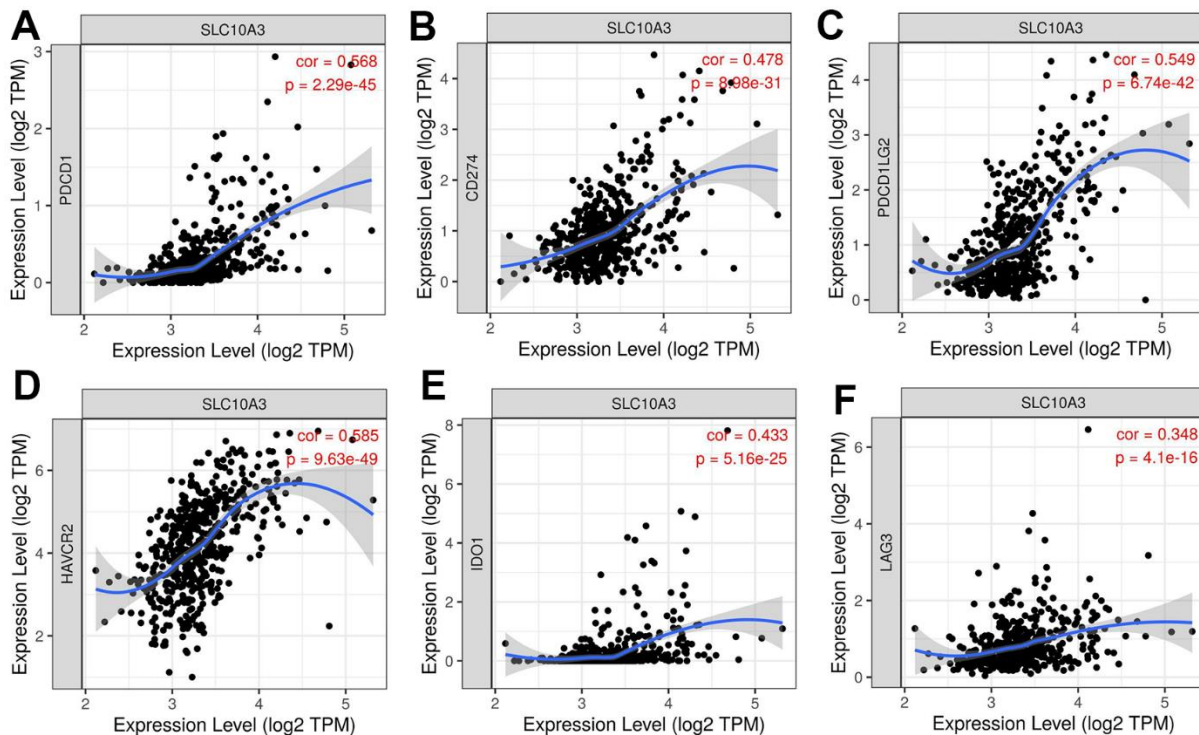 A
SLC10A3
PDCD1
Expression Level (log2 TPM)
cor = 0.568
p = 2.29e-45
3
2
1
0
2 3 4 5
Expression Level (log2 TPM)
B
SLC10A3
CD274
Expression Level (log2 TPM)
cor = 0.478
p = 8.98e-31
4
3
2
1
0
2 3 4 5
Expression Level (log2 TPM)
C
SLC10A3
PDCD1LG2
Expression Level (log2 TPM)
cor = 0.549
p = 6.74e-42
4
3
2
1
0
2 3 4 5
Expression Level (log2 TPM)
D
SLC10A3
HAVCR2
Expression Level (log2 TPM)
cor = 0.585
p = 9.63e-49
6
4
2
2 3 4 5
Expression Level (log2 TPM)
E
SLC10A3
IDO1
Expression Level (log2 TPM)
cor = 0.433
p = 5.16e-25
8
6
4
2
0
2 3 4 5
Expression Level (log2 TPM)
F
SLC10A3
LAG3
Expression Level (log2 TPM)
cor = 0.348
p = 4.1e-16
6
4
2
0
2 3 4 5
Expression Level (log2 TPM)